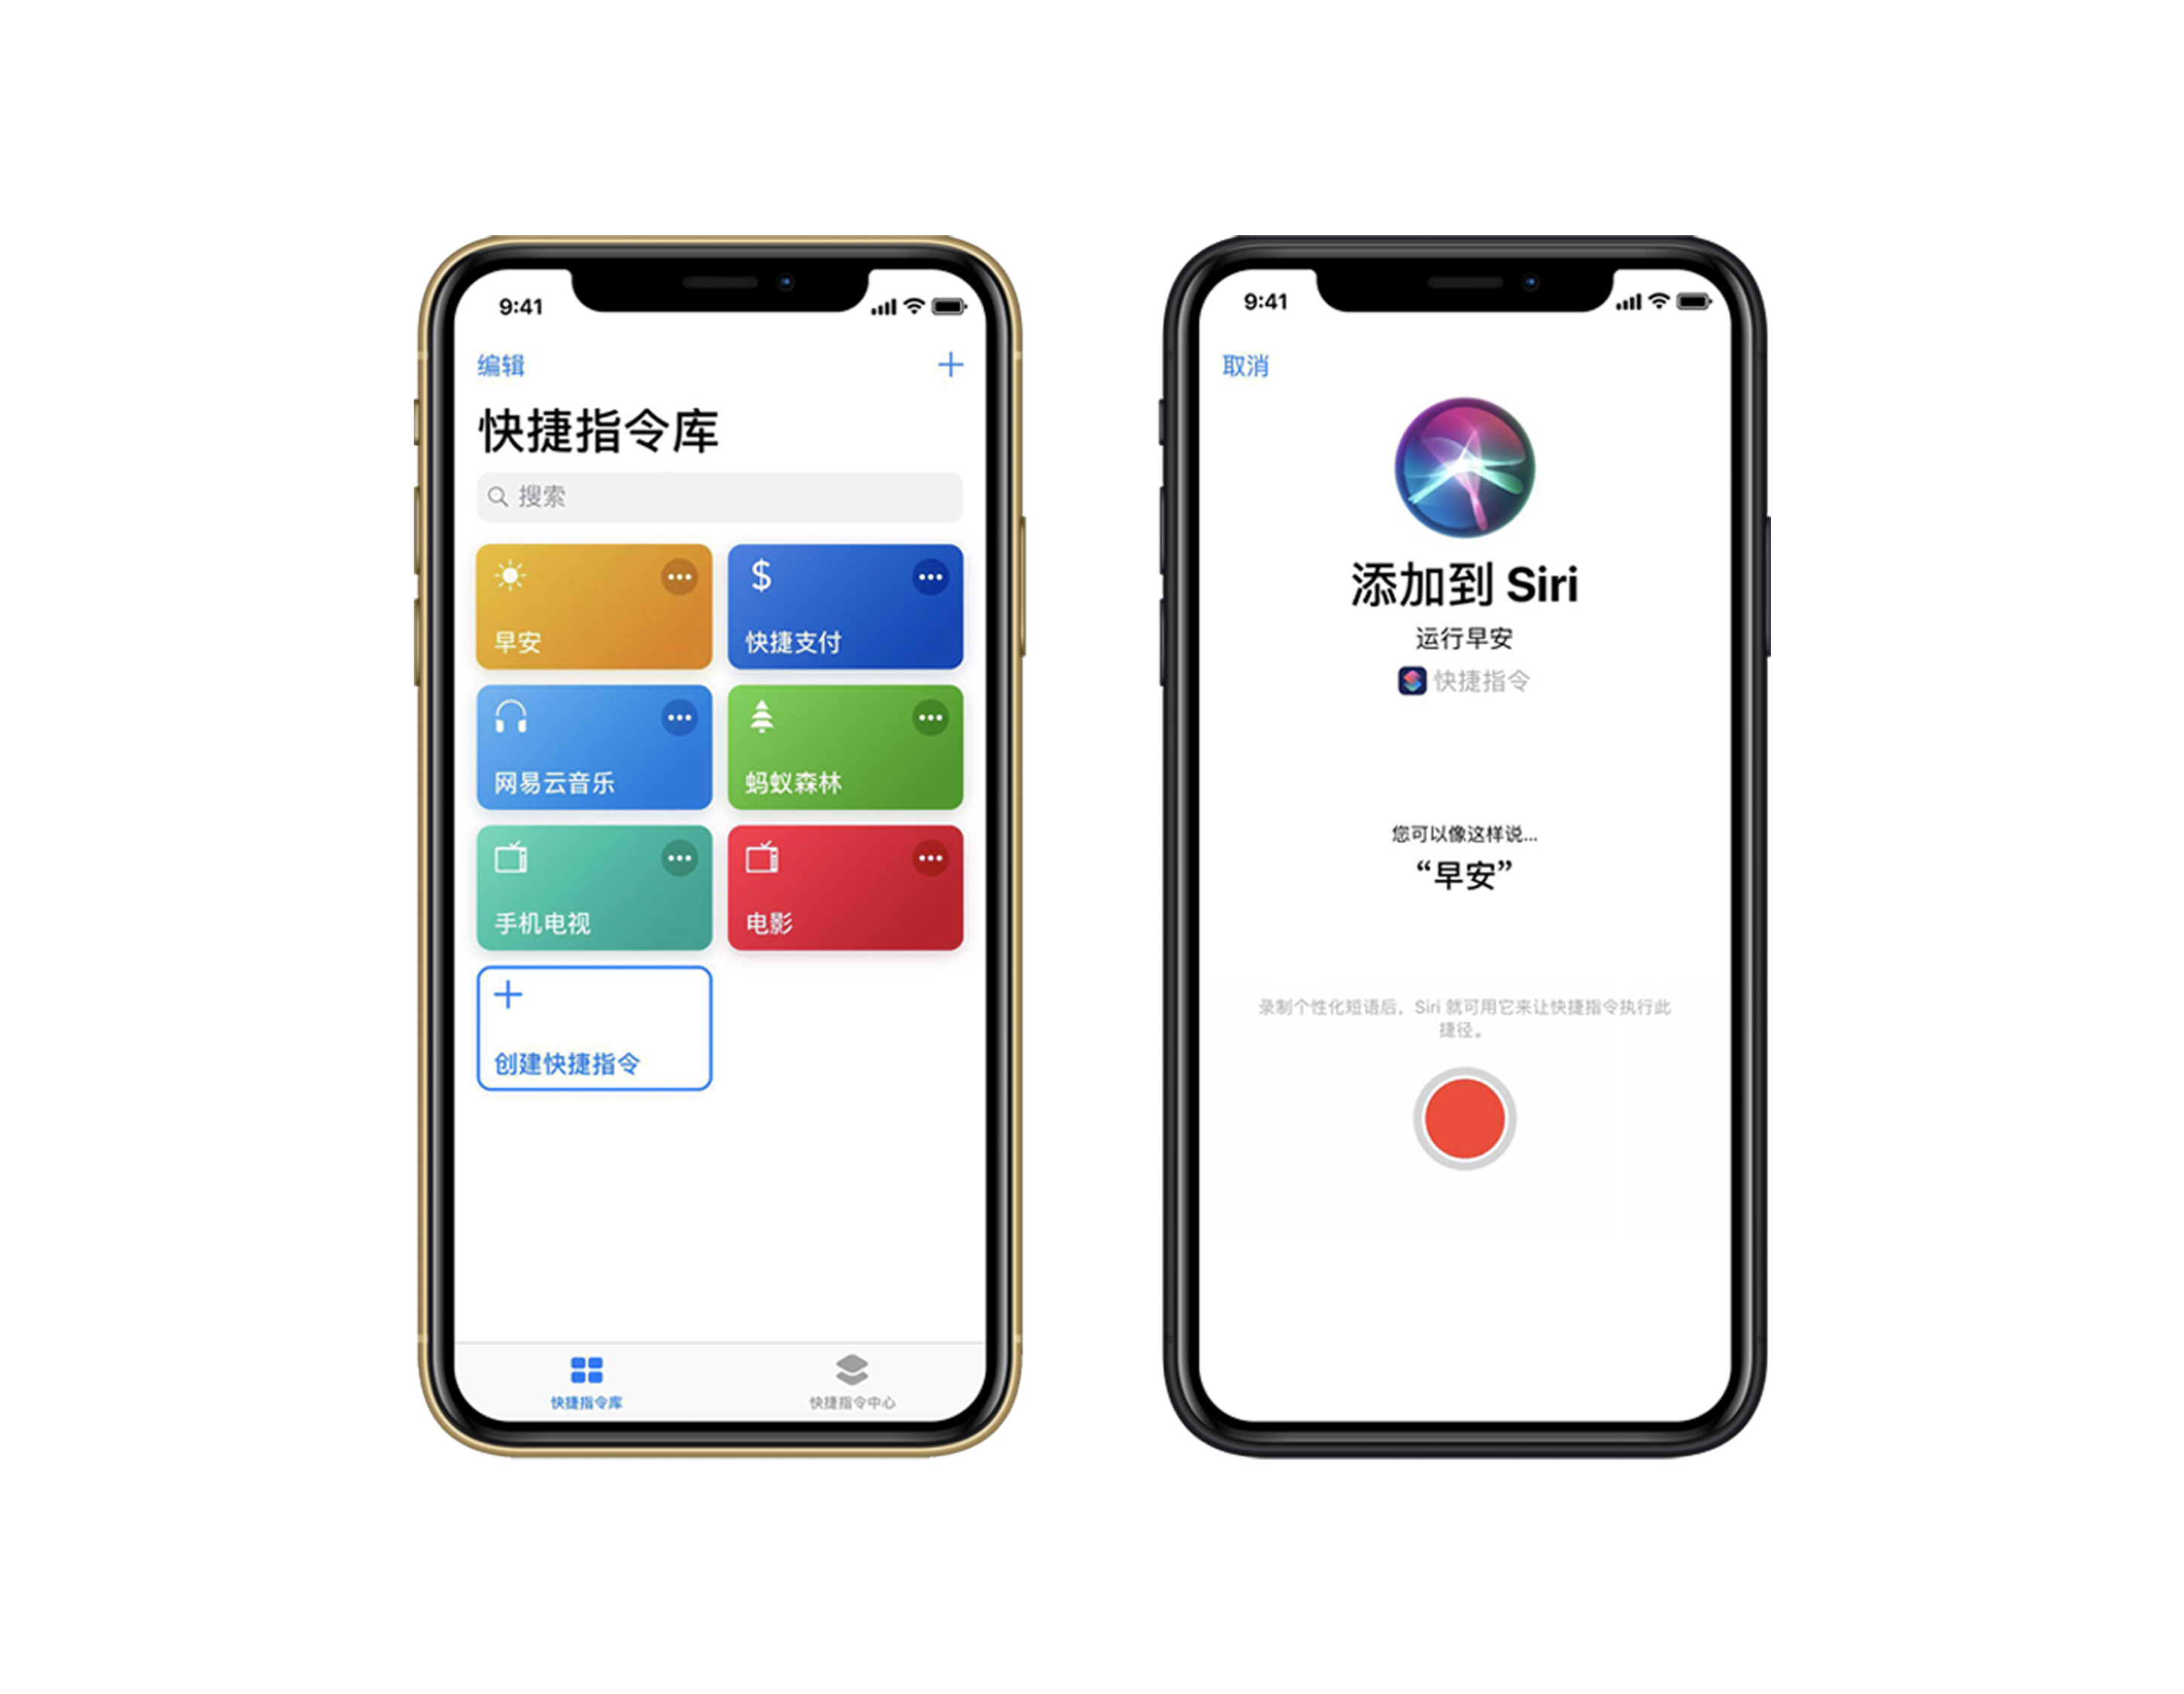 9:41
编辑
快捷指令库
搜索
早安
快捷支付
网易云音乐
蚂蚁森林
手机电视
电影
创建快捷指令
快捷指令库
快捷指令中心
9:41
取消
添加到 Siri
运行早安
快捷指令
您可以像这样说...
“早安”
录制个性化短语后，Siri 就可用它来让快捷指令执行此
捷径。